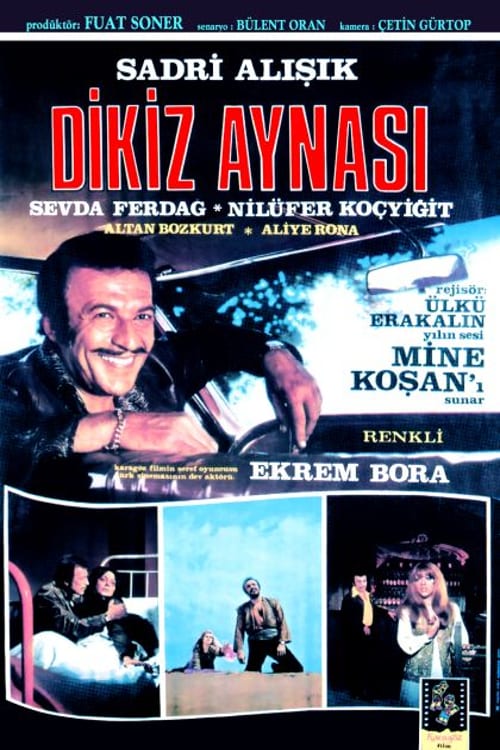 prodüktör: FUAT SONER senaryo : BÜLENT ORAN kamera : ÇETİN GÜRTOP
SADRİ ALIŞIK
DİKİZ AYNASI
SEVDA FERDAG * NİLÜFER KOÇYİĞİT
ALTAN BOZKURT * ALİYE RONA
rejisör:
ÜLKÜ
ERAKALIN
yılın sesi
MİNE
KOŞAN'ı
sunar
RENKLİ
karagöz filmin şeref oyuncusu
türk sinemasının dev aktörü.
EKREM BORA
Karagöz
film